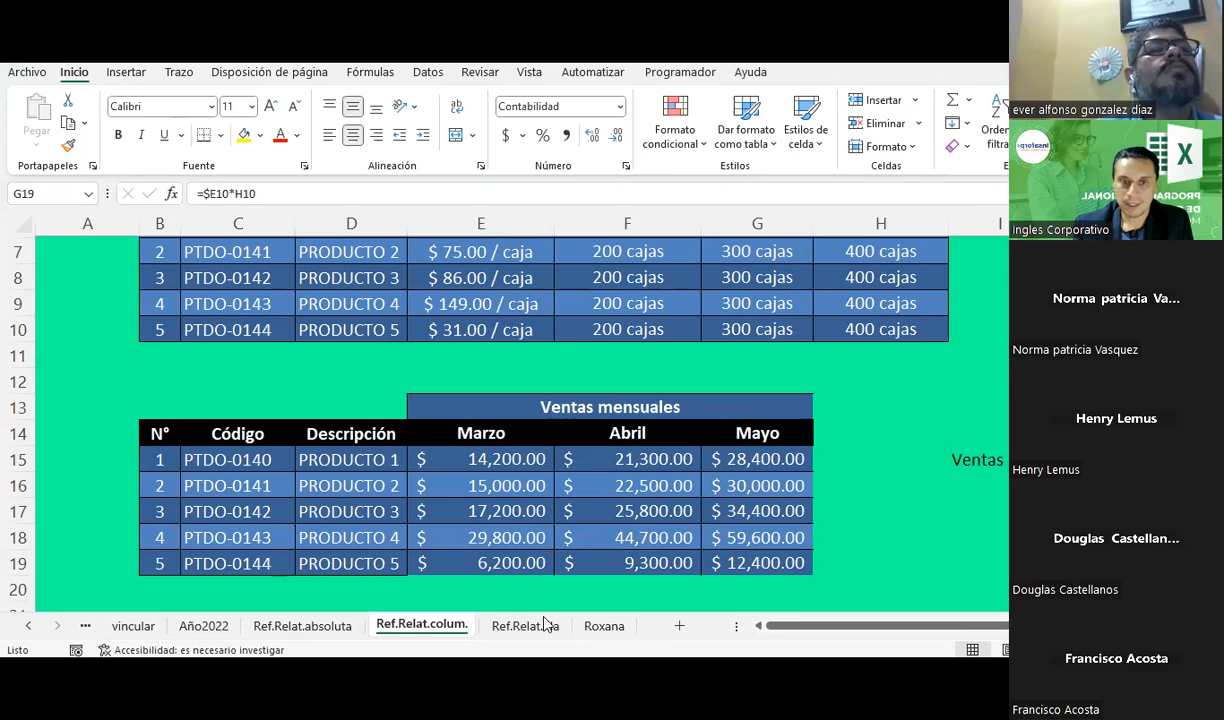 Archivo Inicio Insertar Trazo Disposición de página Fórmulas Datos Revisar Vista Automatizar Programador Ayuda
Pegar
Portapapeles
Calibri 11
N K S
Fuente
Alineación
Contabilidad
$ % 
Número
Formato condicional
Dar formato como tabla
Estilos de celda
Estilos
Insertar
Eliminar
Formato
Celdas
G19 fx =$E10*H10
A B C D E F G H I
7 2 PTDO-0141 PRODUCTO 2 $ 75.00 / caja 200 cajas 300 cajas 400 cajas
8 3 PTDO-0142 PRODUCTO 3 $ 86.00 / caja 200 cajas 300 cajas 400 cajas
9 4 PTDO-0143 PRODUCTO 4 $ 149.00 / caja 200 cajas 300 cajas 400 cajas
10 5 PTDO-0144 PRODUCTO 5 $ 31.00 / caja 200 cajas 300 cajas 400 cajas
11
12
13 Ventas mensuales
14 N° Código Descripción Marzo Abril Mayo
15 1 PTDO-0140 PRODUCTO 1 $ 14,200.00 $ 21,300.00 $ 28,400.00 Ventas
16 2 PTDO-0141 PRODUCTO 2 $ 15,000.00 $ 22,500.00 $ 30,000.00
17 3 PTDO-0142 PRODUCTO 3 $ 17,200.00 $ 25,800.00 $ 34,400.00
18 4 PTDO-0143 PRODUCTO 4 $ 29,800.00 $ 44,700.00 $ 59,600.00
19 5 PTDO-0144 PRODUCTO 5 $ 6,200.00 $ 9,300.00 $ 12,400.00
20
vincular Año2022 Ref.Relat.absoluta Ref.Relat.colum. Roxana
Listo Accesibilidad: es necesario investigar
ever alfonso gonzalez diaz
Ingles Corporativo
Norma patricia Va...
Norma patricia Vasquez
Henry Lemus
Henry Lemus
Douglas Castellan...
Douglas Castellanos
Francisco Acosta
Francisco Acosta